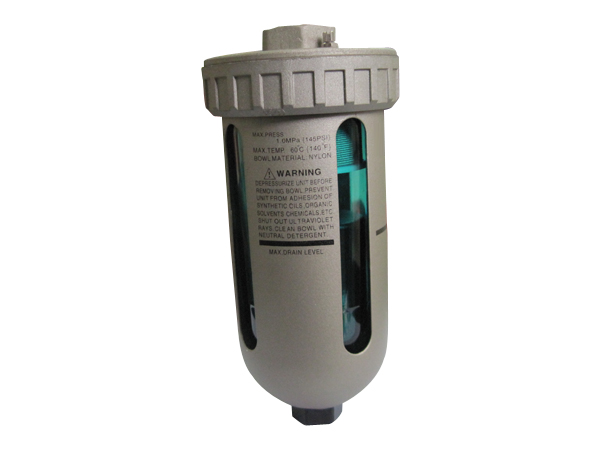 MAX.PRESS
1.0MPa (145PSI)
MAX.TEMP. 60°C (140°F)
BOWL MATERIAL: NYLON
⚠ WARNING
DEPRESSURIZE UNIT BEFORE
REMOVING BOWL.PREVENT
UNIT FROM ADHESION OF
SYNTHETIC OILS,ORGANIC
SOLVENTS CHEMICALS,ETC.
SHUT OUT ULTRAVIOLET
RAYS CLEAN BOWL WITH
NEUTRAL DETERGENT.
MAX.DRAIN LEVEL